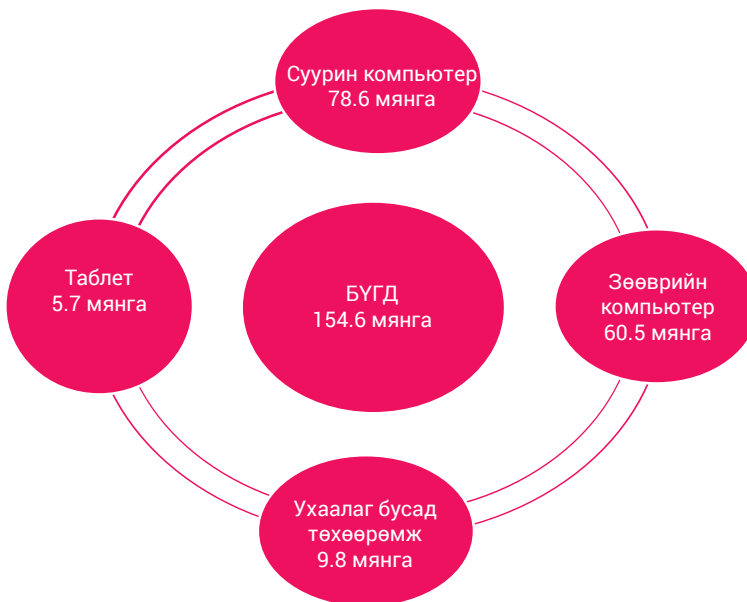 Суурин компьютер
78.6 мянга
Таблет
5.7 мянга
БҮГД
154.6 мянга
Зөөврийн
компьютер
60.5 мянга
Ухаалаг бусад
төхөөрөмж
9.8 мянга